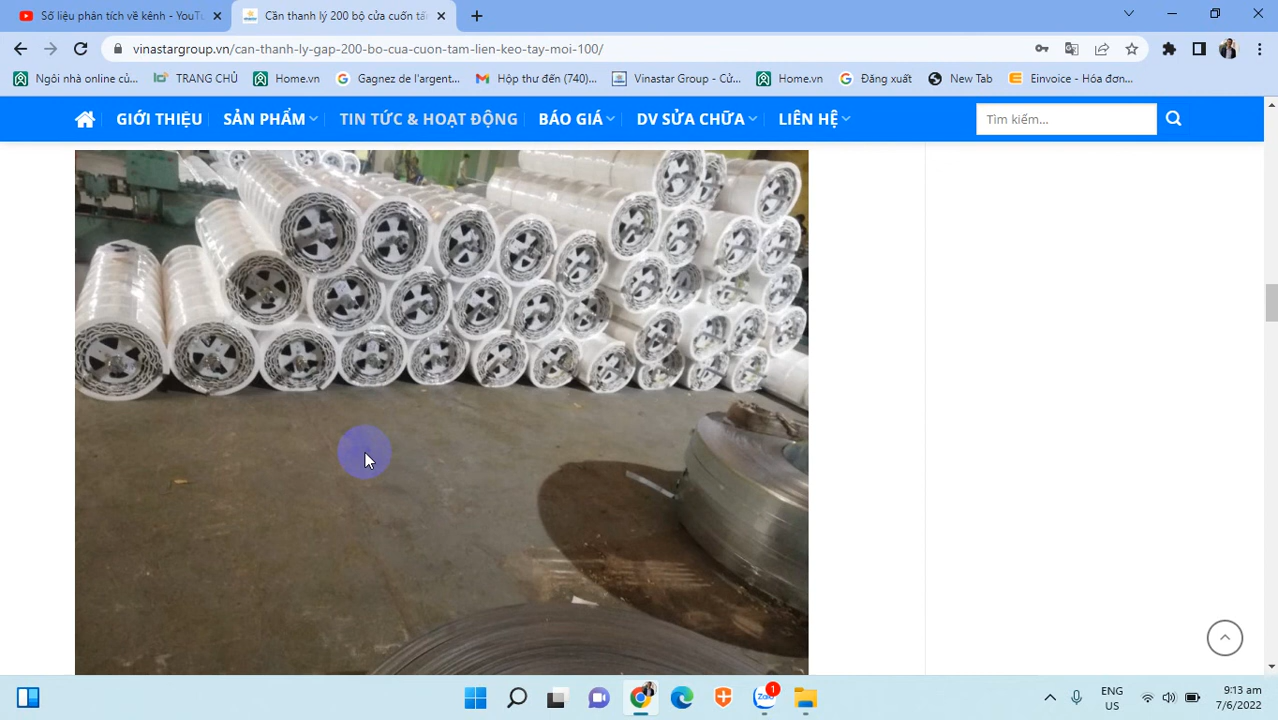 Số liệu phân tích về kênh - YouTu
Cần thanh lý 200 bộ cửa cuốn tấ
vinastargroup.vn/can-thanh-ly-gap-200-bo-cua-cuon-tam-lien-keo-tay-moi-100/
Ngôi nhà online củ...
TRANG CHỦ
Home.vn
Gagnez de l'argent...
Hộp thư đến (740)...
Vinastar Group - Cử...
Home.vn
Đăng xuất
New Tab
Einvoice - Hóa đơn...
GIỚI THIỆU
SẢN PHẨM
TIN TỨC & HOẠT ĐỘNG
BÁO GIÁ
DV SỬA CHỮA
LIÊN HỆ
Tìm kiếm...
Zalo
1
ENG
US
9:13 am
7/6/2022